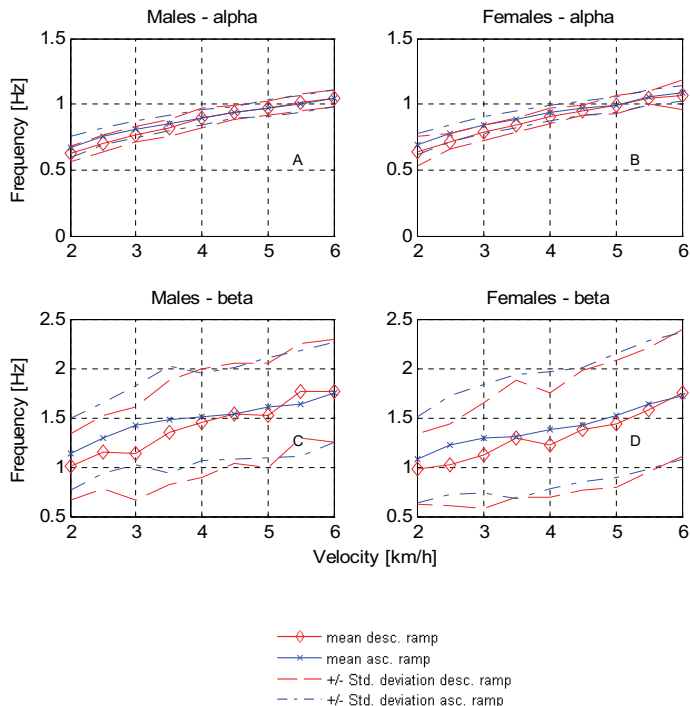 Males - alpha
Females - alpha
Frequency [Hz]
1.5
1
0.5
0
2 3 4 5 6
A
1.5
1
0.5
0
2 3 4 5 6
B
Males - beta
Females - beta
Frequency [Hz]
2.5
2
1.5
1
0.5
2 3 4 5 6
C
2.5
2
1.5
1
0.5
2 3 4 5 6
D
Velocity [km/h]
mean desc. ramp
mean asc. ramp
+/- Std. deviation desc. ramp
+/- Std. deviation asc. ramp